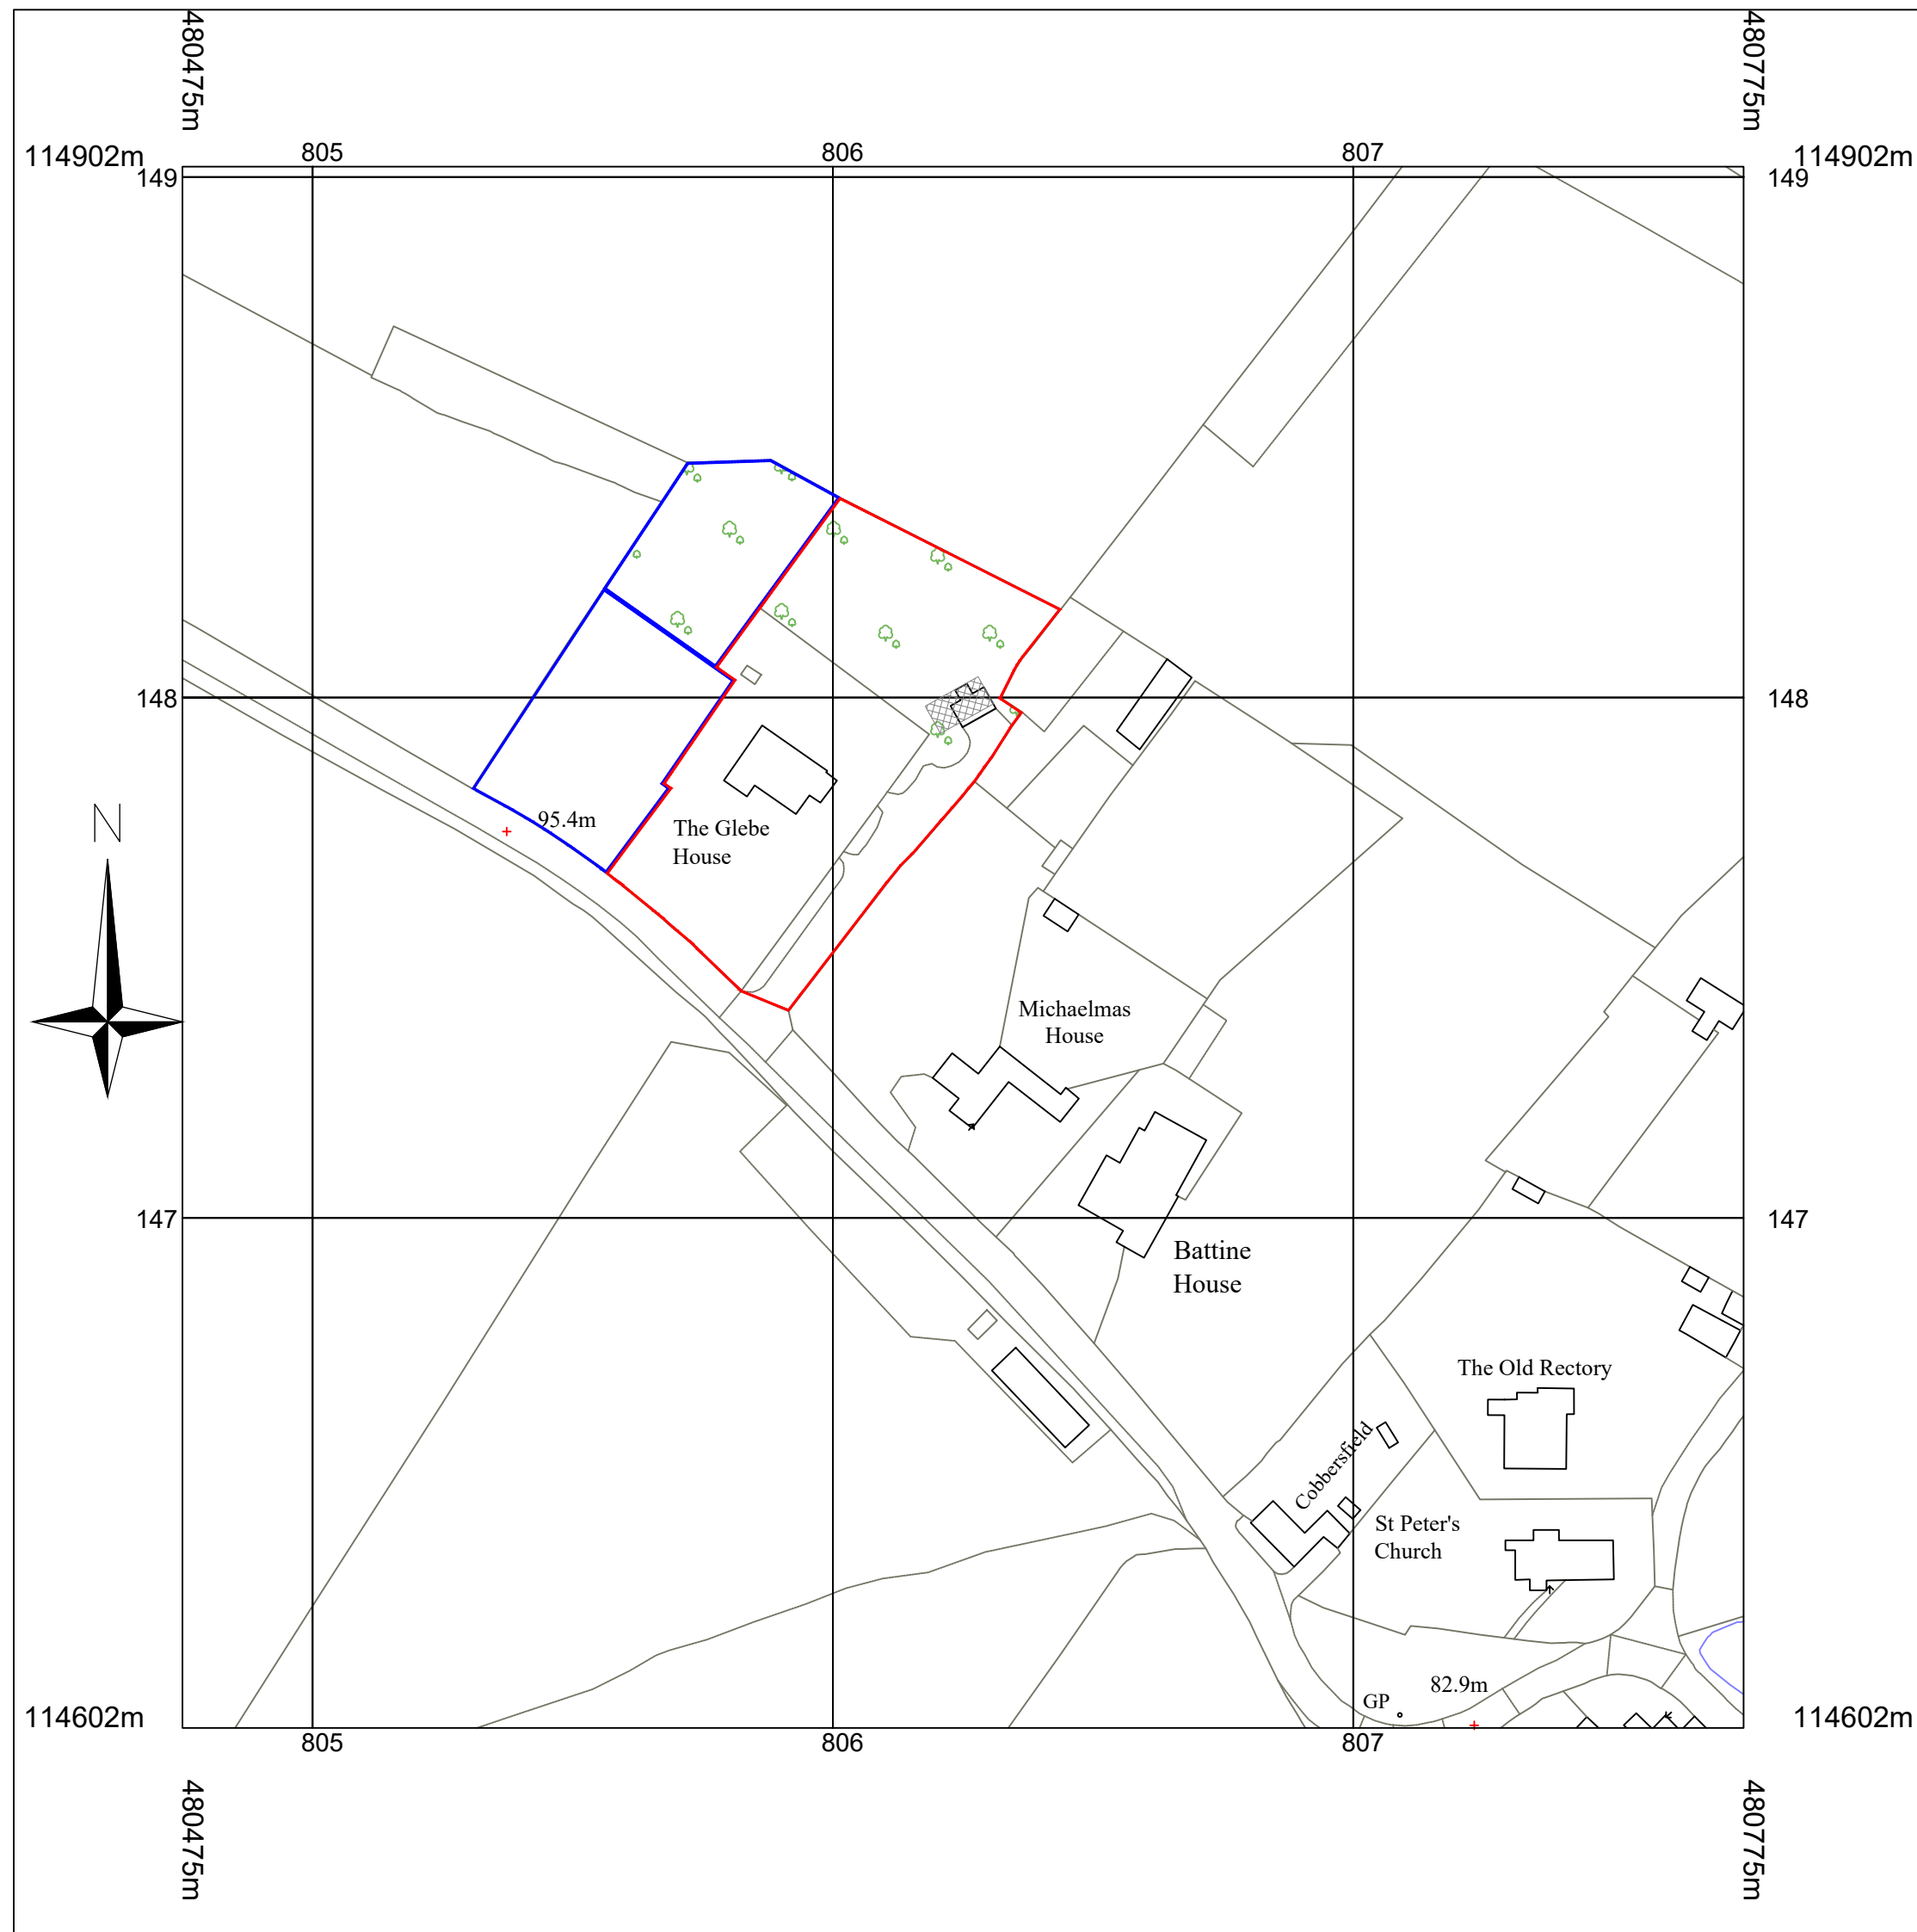 480475m
480775m
114902m
805
806
807
114902m
149
149
148
148
N
95.4m
The Glebe
House
Michaelmas
House
147
147
Battine
House
The Old Rectory
Cobbersfield
St Peter's
Church
82.9m
GP
114602m
114602m
805
806
807
480475m
480775m